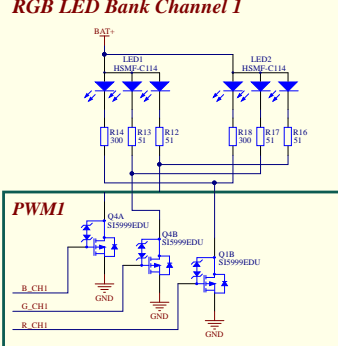 RGB LED Bank Channel 1
BAT+
LED1 LED2
HSMF-C114 HSMF-C114
R14 R13 R12 R18 R17 R16
300 51 51 300 51 51
PWM1
Q4A
SI5999EDU
Q4B
SI5999EDU
Q1B
SI5999EDU
B_CH1
GND
G_CH1
GND
R_CH1
GND